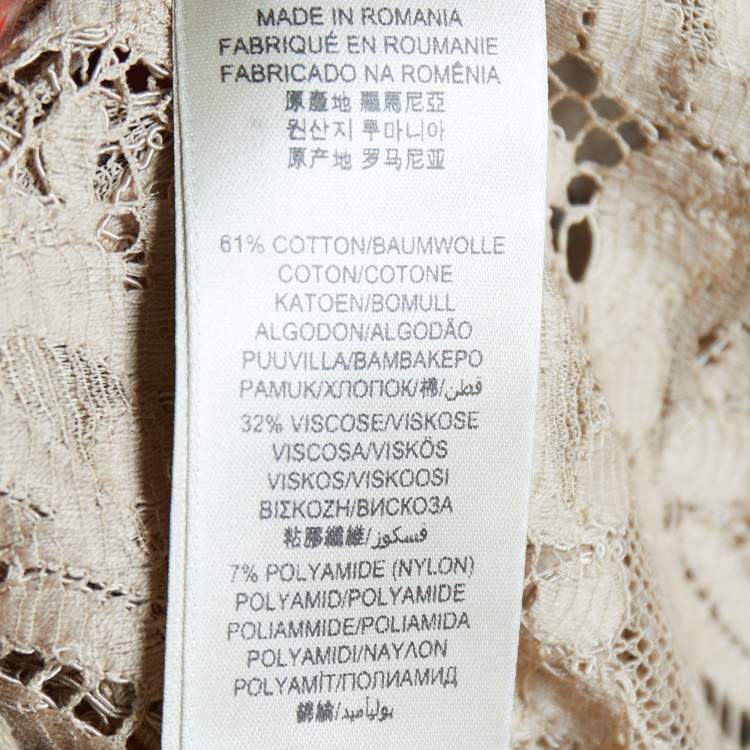 MADE IN ROMANIA
FABRIQUÉ EN ROUMANIE
FABRICADO NA ROMÉNIA
原產地 羅馬尼亞
원산지 루마니아
原产地 罗马尼亚
61% COTTON/BAUMWOLLE
COTON/COTONE
KATOEN/BOMULL
ALGODON/ALGODÃO
PUUVILLA/BAMBAKEPO
PAMUK/ХЛОПОК/棉/قطن
32% VISCOSE/VISKOSE
VISCOSA/VISKÖS
VISKOS/VISKOOSI
ΒΙΣΚΟΖΗ/ВИСКОЗА
粘膠纖維/فسكوز
7% POLYAMIDE (NYLON)
POLYAMID/POLYAMIDE
POLIAMMIDE/POLIAMIDA
POLYAMIDI/ΝΑΥΛΟΝ
POLYAMİT/ПОЛИАМИД
錦綸/بولياميد